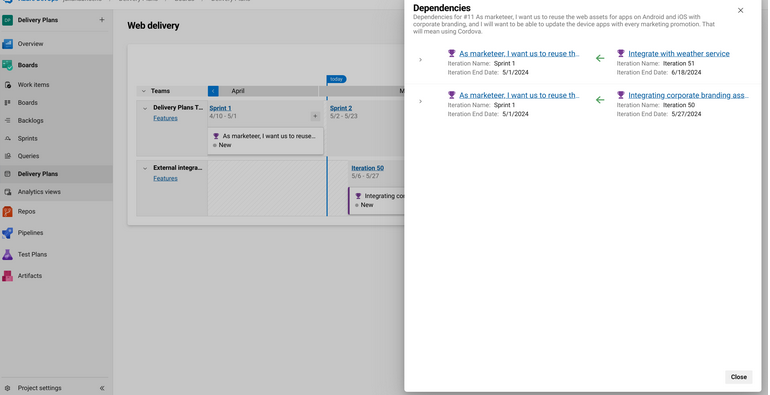 Delivery Plans
Overview
Boards
Work items
Boards
Backlogs
Sprints
Queries
Delivery Plans
Analytics views
Repos
Pipelines
Test Plans
Artifacts
Project settings
Web delivery
today
Teams
April
M
Delivery Plans T...
Features
Sprint 1
4/10 - 5/1
Sprint 2
5/2 - 5/23
As marketeer, I want us to reuse...
New
External integra...
Features
Iteration 50
5/6 - 5/27
Integrating co
New
Dependencies
Dependencies for #11 As marketeer, I want us to reuse the web assets for apps on Android and iOS with
corporate branding, and I will want to be able to update the device apps with every marketing promotion. That
will mean using Cordova.
As marketeer, I want us to reuse th...
Iteration Name: Sprint 1
Iteration End Date: 5/1/2024
Integrate with weather service
Iteration Name: Iteration 51
Iteration End Date: 6/18/2024
As marketeer, I want us to reuse th...
Iteration Name: Sprint 1
Iteration End Date: 5/1/2024
Integrating corporate branding ass...
Iteration Name: Iteration 50
Iteration End Date: 5/27/2024
Close